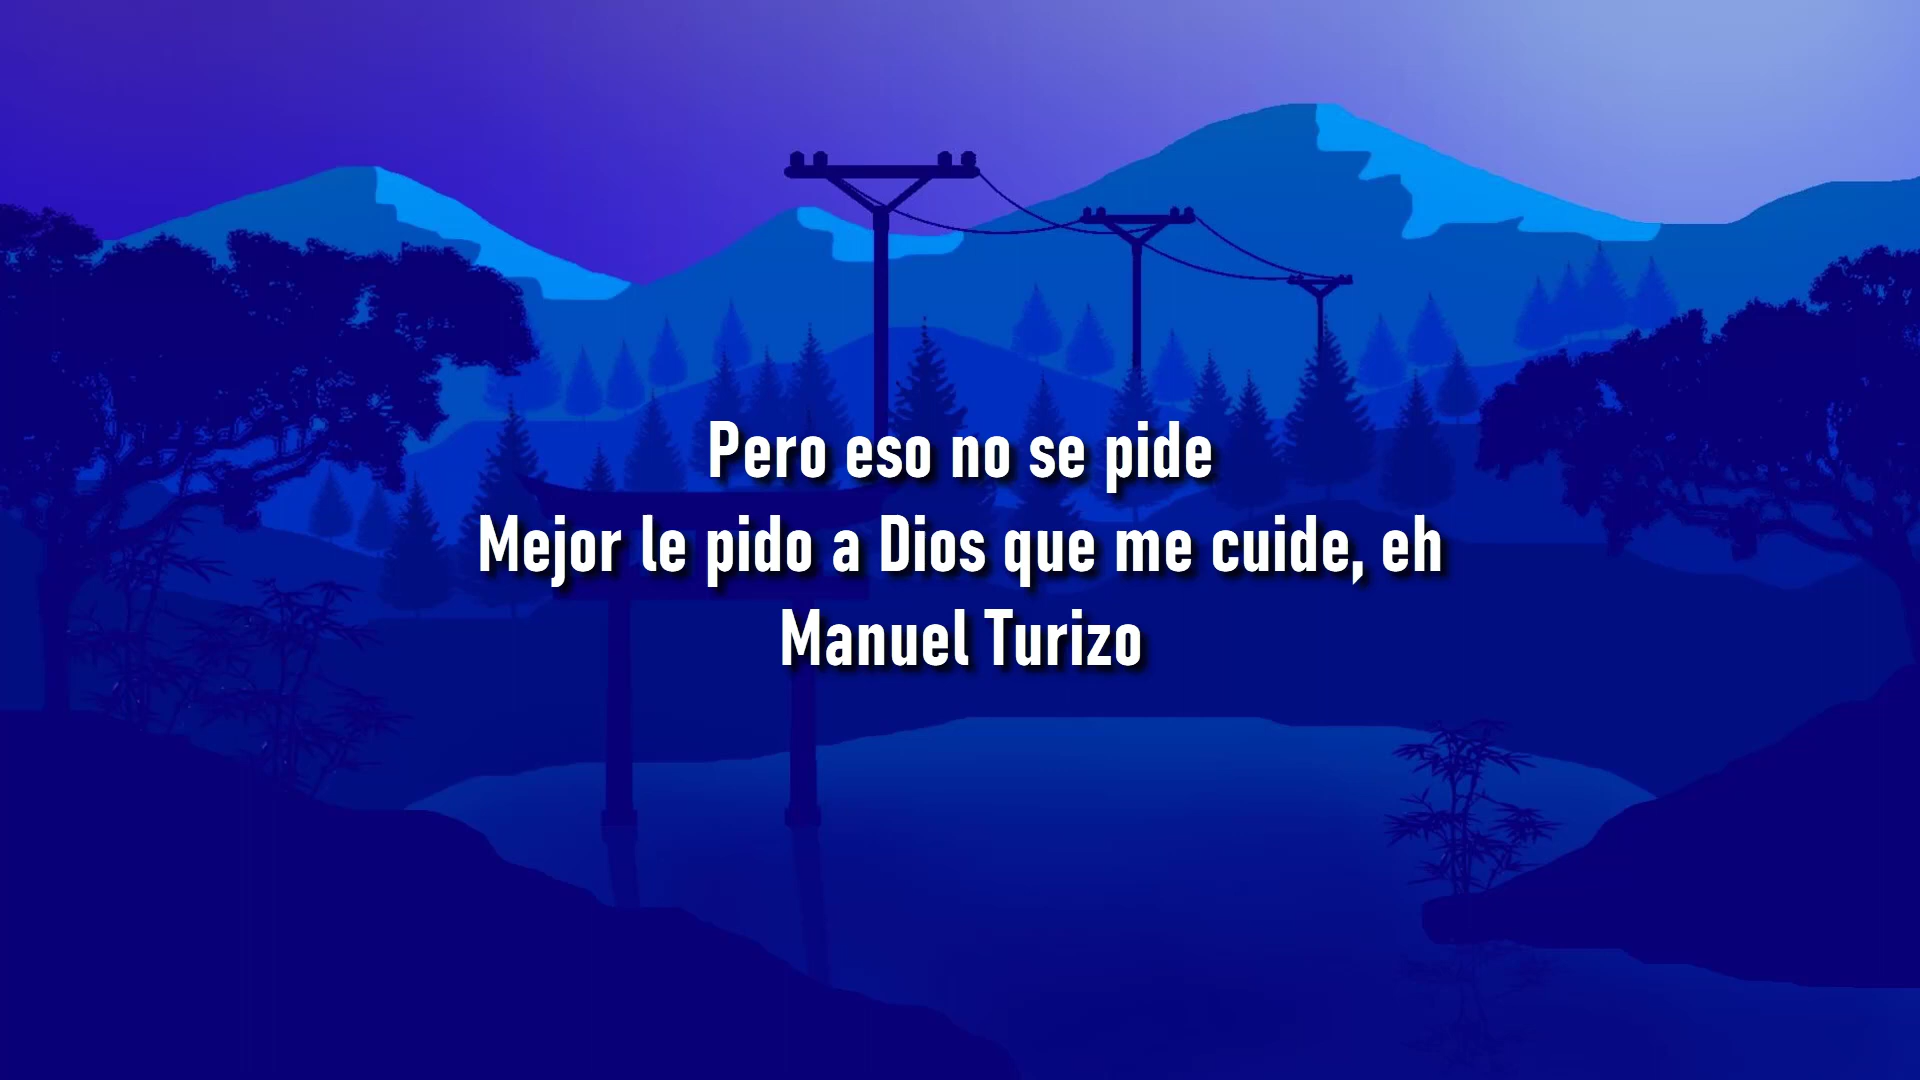 Pero eso no se pide
Mejor le pido a Dios que me cuide, eh
Manuel Turizo